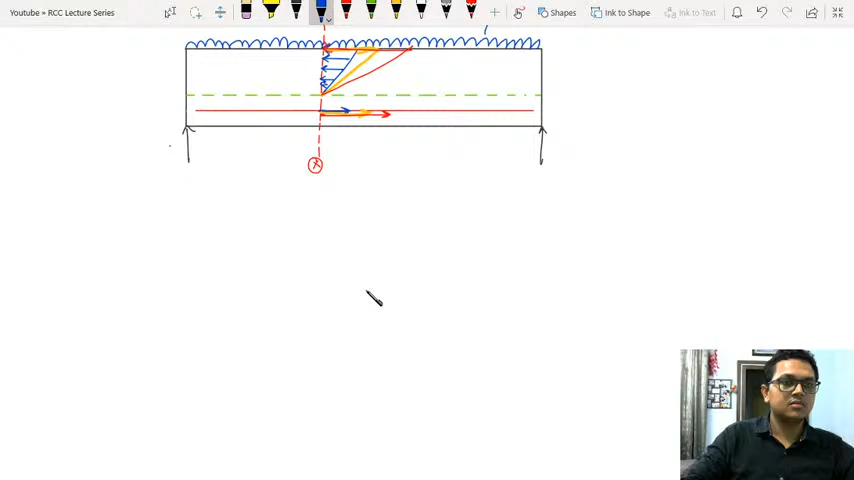 Youtube » RCC Lecture Series
Shapes
Ink to Shape
Ink to Text
X